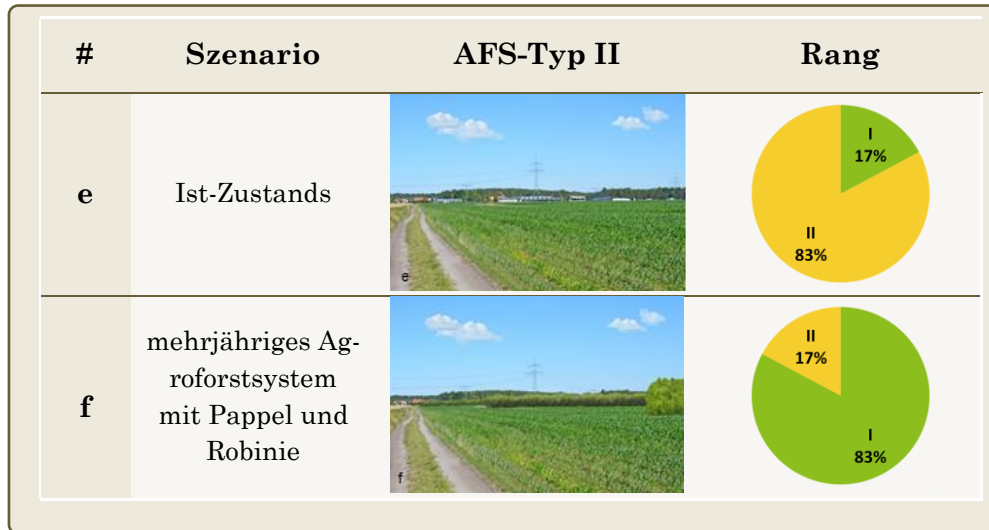 # Szenario AFS-Typ II Rang
e
Ist-Zustands
e
I
17%
II
83%
f
mehrjähriges Ag-
roforstsystem
mit Pappel und
Robinie
f
II
17%
I
83%